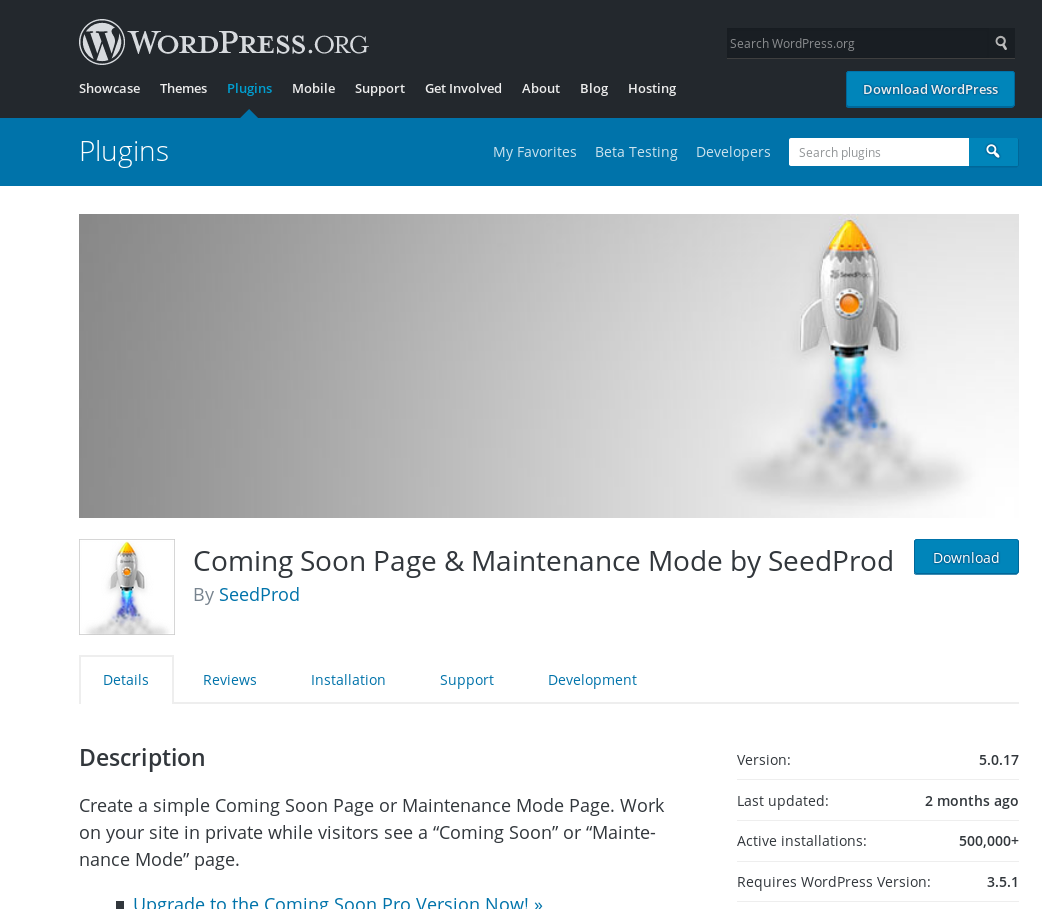 WORDPRESS.ORG
Search WordPress.org
Showcase Themes Plugins Mobile Support Get Involved About Blog Hosting
Download WordPress
Plugins
My Favorites Beta Testing Developers
Search plugins
SeedProd
Coming Soon Page & Maintenance Mode by SeedProd
Download
By SeedProd
Details Reviews Installation Support Development
Description
Create a simple Coming Soon Page or Maintenance Mode Page. Work
on your site in private while visitors see a “Coming Soon” or “Mainte-
nance Mode” page.
Upgrade to the Coming Soon Pro Version Now! »
Version: 5.0.17
Last updated: 2 months ago
Active installations: 500,000+
Requires WordPress Version: 3.5.1